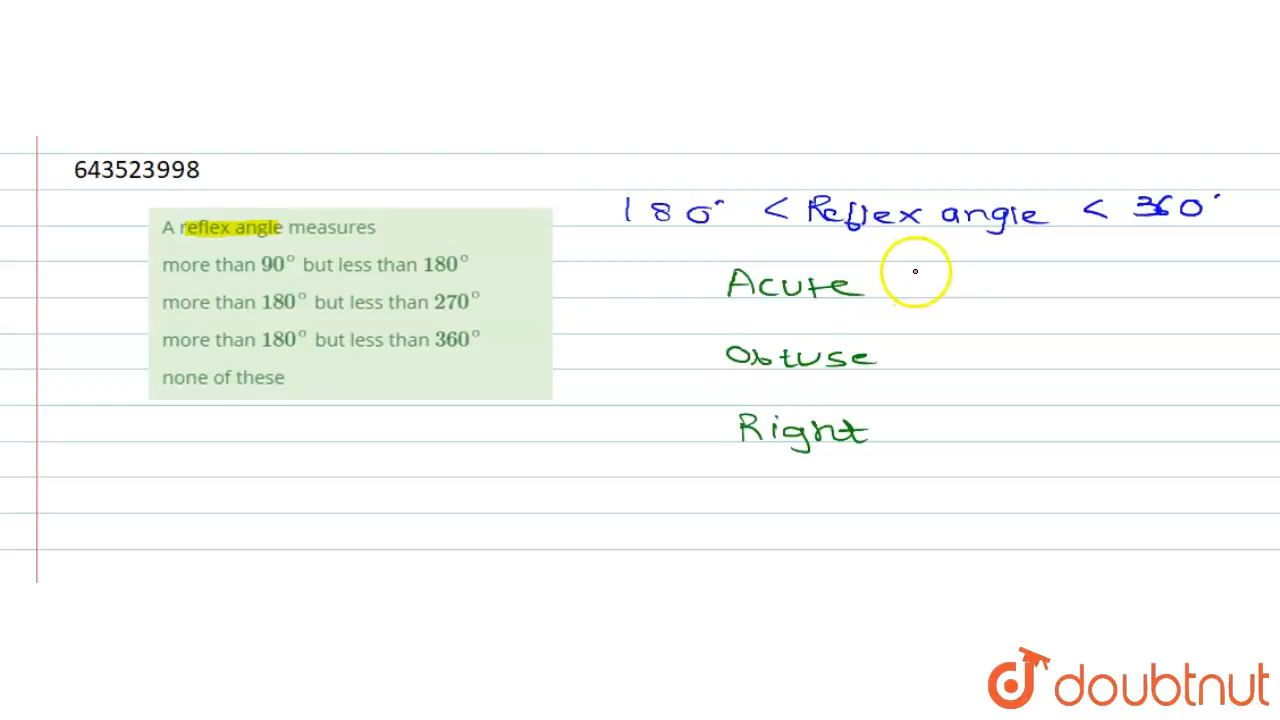 643523998
A reflex angle measures
more than 90° but less than 180°
more than 180° but less than 270°
more than 180° but less than 360°
none of these
180° < Reflex angle < 360°
Acute
Obtuse
Right
doubtnut